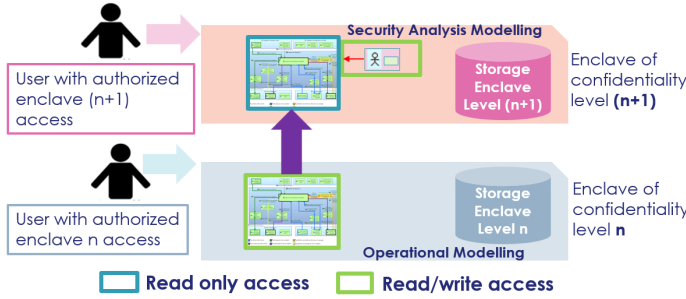 Security Analysis Modelling
User with authorized
enclave (n+1)
access
Storage
Enclave
Level (n+1)
Enclave of
confidentiality
level (n+1)
User with authorized
enclave n access
Storage
Enclave
Level n
Enclave of
confidentiality
level n
Operational Modelling
Read only access
Read/write access